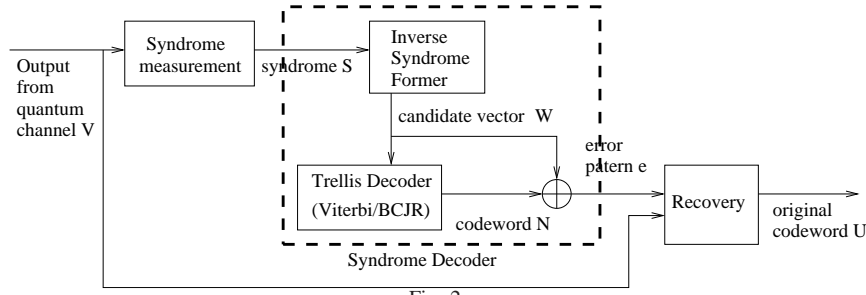 Output
from
quantum
channel V
Syndrome
measurement
syndrome S
Inverse
Syndrome
Former
candidate vector W
Trellis Decoder
(Viterbi/BCJR)
codeword N
error
patern e
Recovery
original
codeword U
Syndrome Decoder